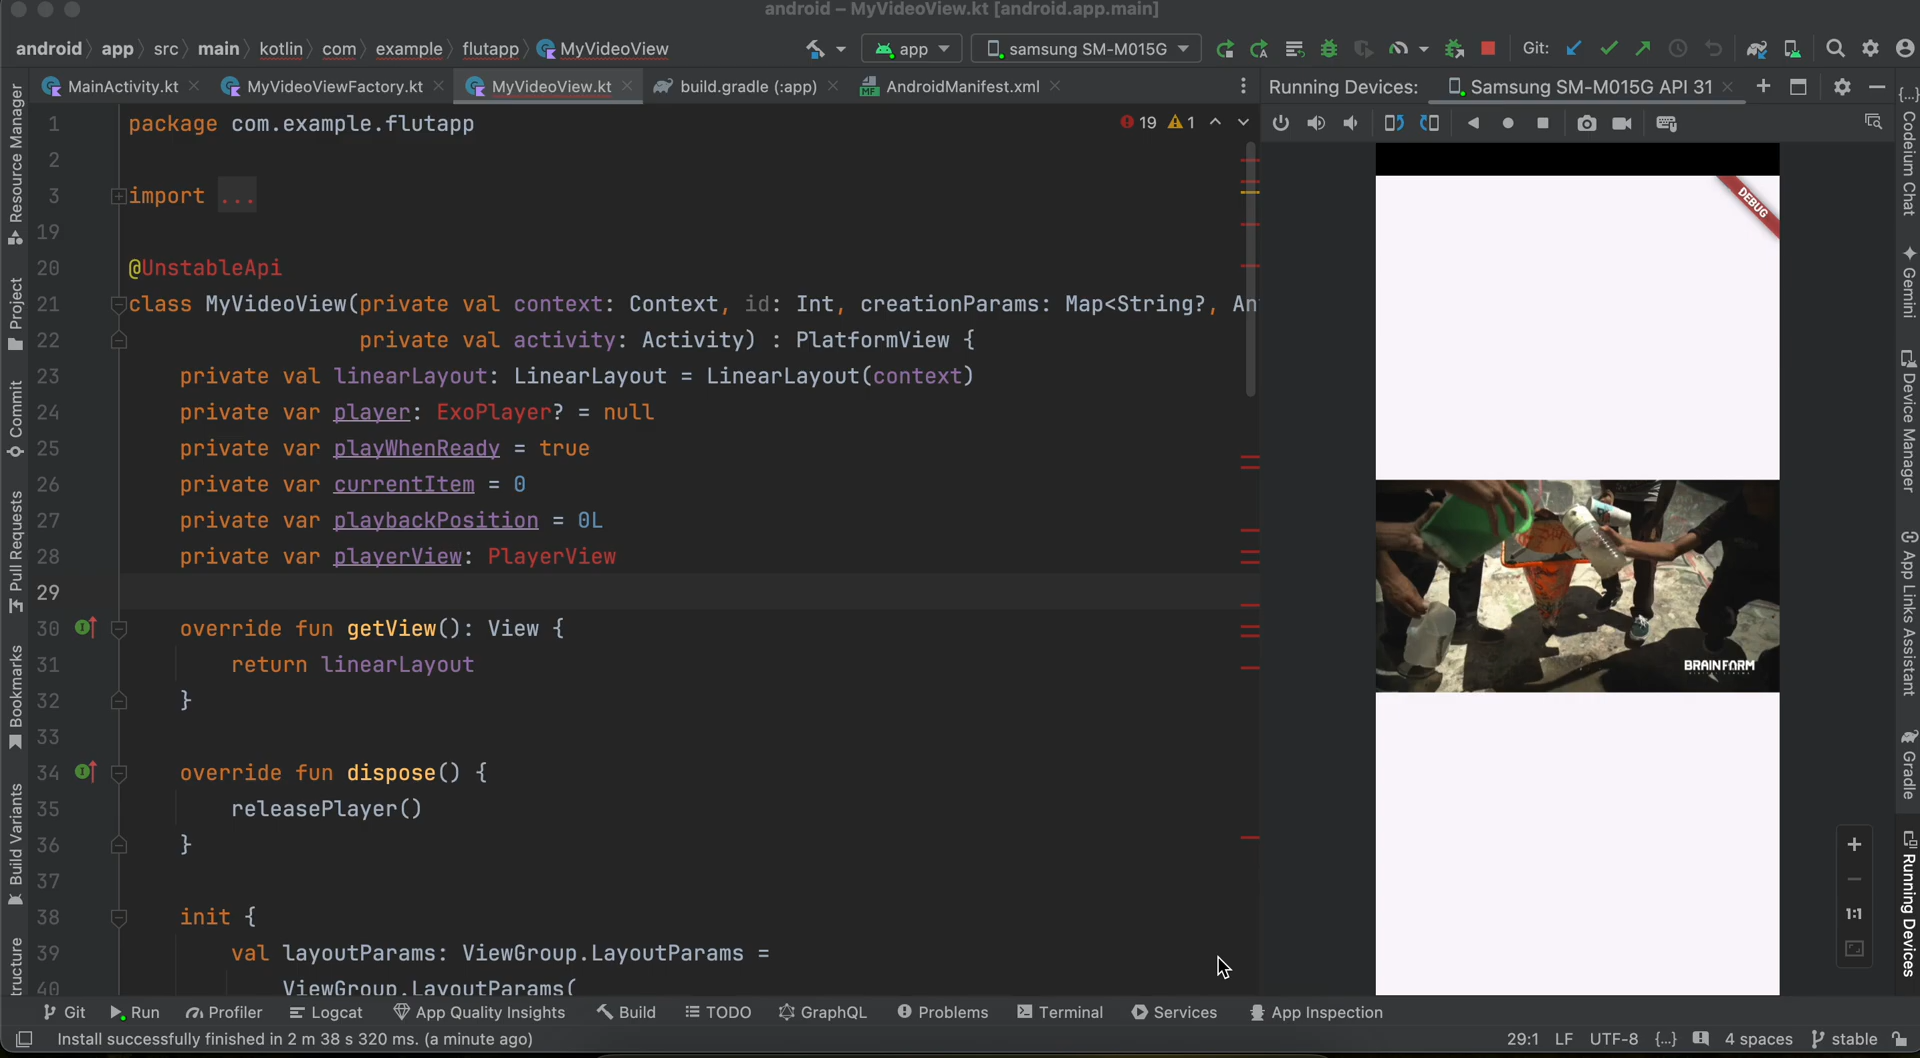 android – MyVideoView.kt [android.app.main]
android app src main kotlin com example flutapp MyVideoView
app
samsung SM-M015G
Git:
MainActivity.kt
MyVideoViewFactory.kt
MyVideoView.kt
build.gradle (:app)
MF AndroidManifest.xml
Running Devices:
Samsung SM-M015G API 31
19 1
1 package com.example.flutapp
2
3 import ...
19
20 @UnstableApi
21 class MyVideoView(private val context: Context, id: Int, creationParams: Map<String?, An
22 private val activity: Activity) : PlatformView {
23 private val linearLayout: LinearLayout = LinearLayout(context)
24 private var player: ExoPlayer? = null
25 private var playWhenReady = true
26 private var currentItem = 0
27 private var playbackPosition = 0L
28 private var playerView: PlayerView
29
30 override fun getView(): View {
31 return linearLayout
32 }
33
34 override fun dispose() {
35 releasePlayer()
36 }
37
38 init {
39 val layoutParams: ViewGroup.LayoutParams =
40 ViewGroup.LayoutParams(
Resource Manager
Project
Commit
Pull Requests
Bookmarks
Build Variants
tructure
DEBUG
BRAIN FARM
DIGITAL CINEMA
1:1
Codeium Chat
Gemini
Device Manager
App Links Assistant
Gradle
Running Devices
Git
Run
Profiler
Logcat
App Quality Insights
Build
TODO
GraphQL
Problems
Terminal
Services
App Inspection
Install successfully finished in 2 m 38 s 320 ms. (a minute ago)
29:1 LF UTF-8 {..} 4 spaces stable